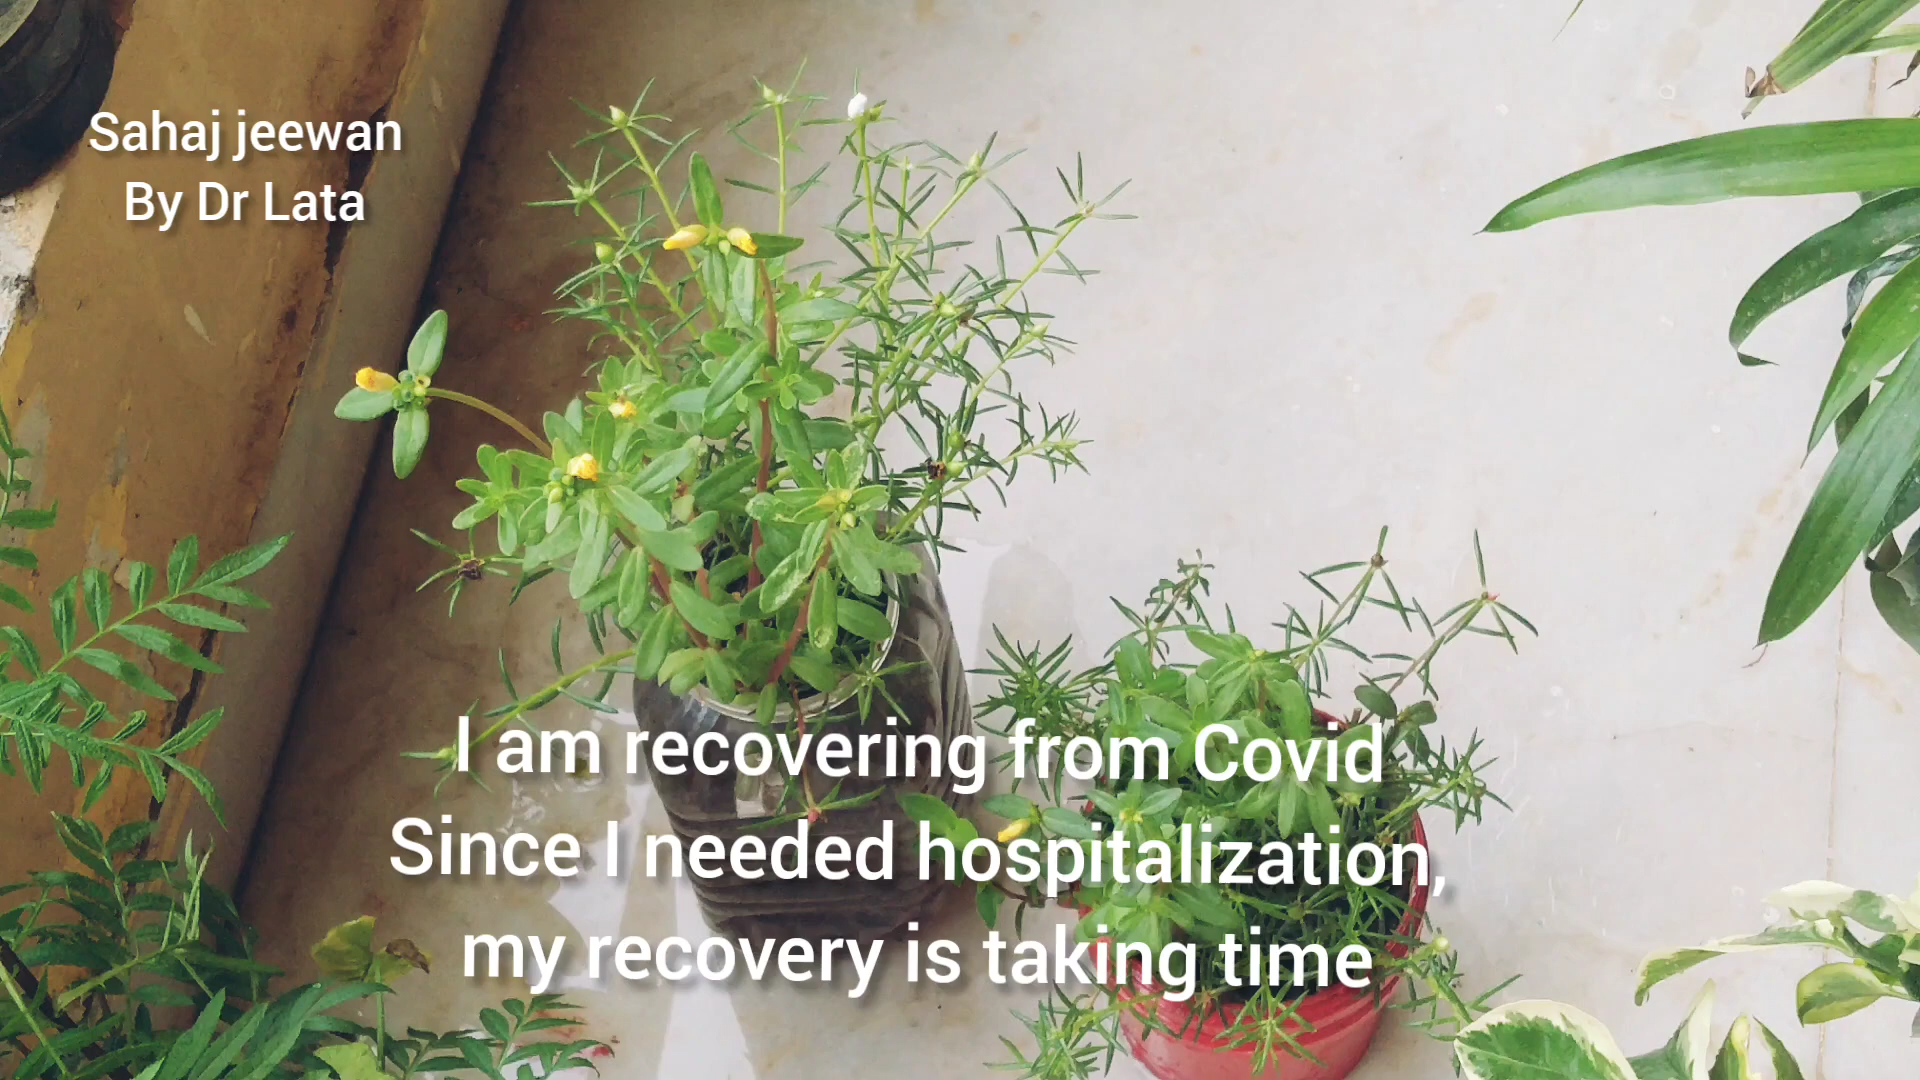 Sahaj jeewan
By Dr Lata
I am recovering from Covid
Since I needed hospitalization,
my recovery is taking time